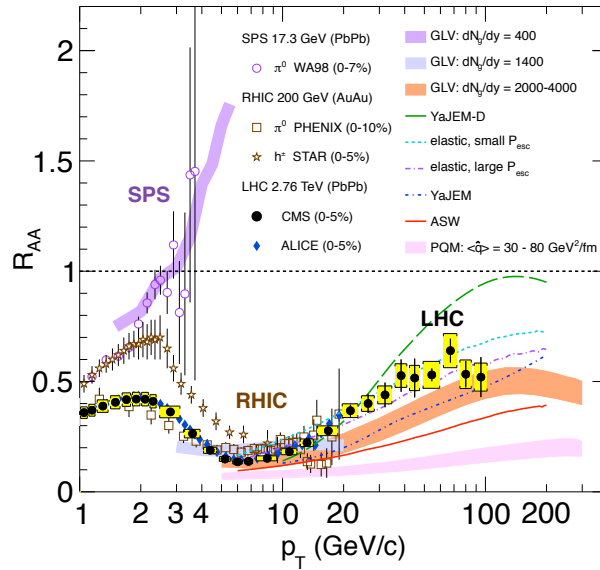 2
1.5
1
0.5
0
R_AA
SPS 17.3 GeV (PbPb)
π⁰ WA98 (0-7%)
RHIC 200 GeV (AuAu)
π⁰ PHENIX (0-10%)
h± STAR (0-5%)
LHC 2.76 TeV (PbPb)
CMS (0-5%)
ALICE (0-5%)
GLV: dN_g/dy = 400
GLV: dN_g/dy = 1400
GLV: dN_g/dy = 2000-4000
YaJEM-D
elastic, small P_esc
elastic, large P_esc
YaJEM
ASW
PQM: <q̂> = 30 - 80 GeV²/fm
SPS
LHC
RHIC
1 2 3 4 10 20 100 200
p_T (GeV/c)